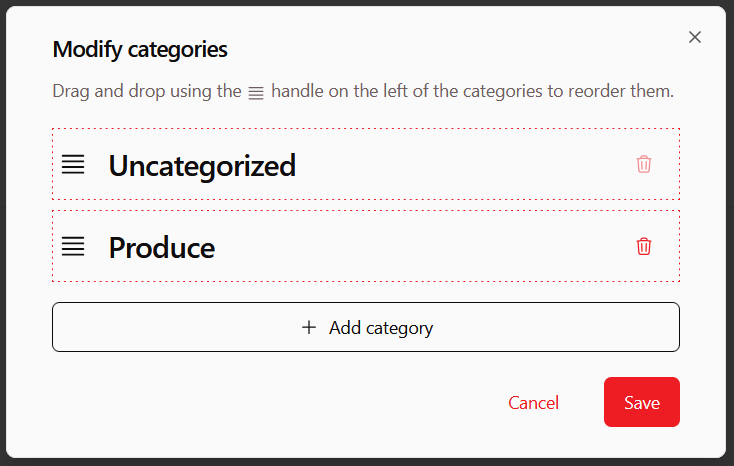 Modify categories
Drag and drop using the handle on the left of the categories to reorder them.
Uncategorized
Produce
Add category
Cancel
Save